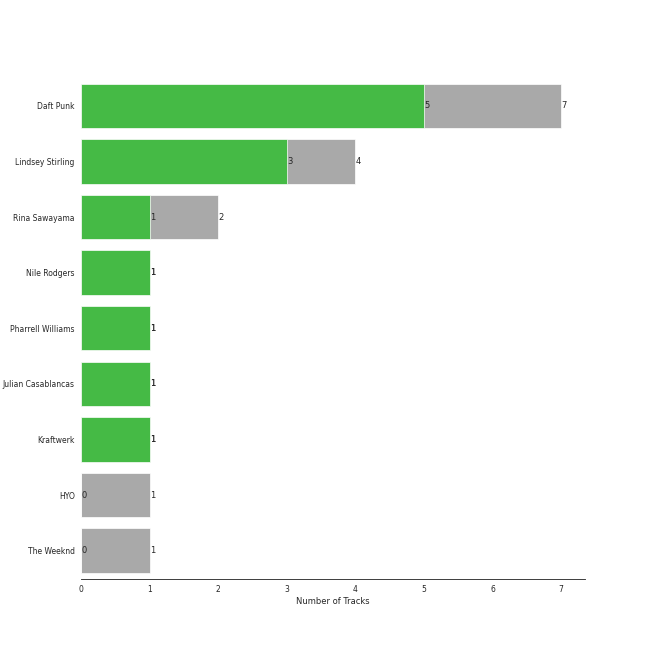 Daft Punk 5 7
Lindsey Stirling 3 4
Rina Sawayama 1 2
Nile Rodgers 1
Pharrell Williams 1
Julian Casablancas 1
Kraftwerk 1
HYO 0 1
The Weeknd 0 1
0 1 2 3 4 5 6 7
Number of Tracks